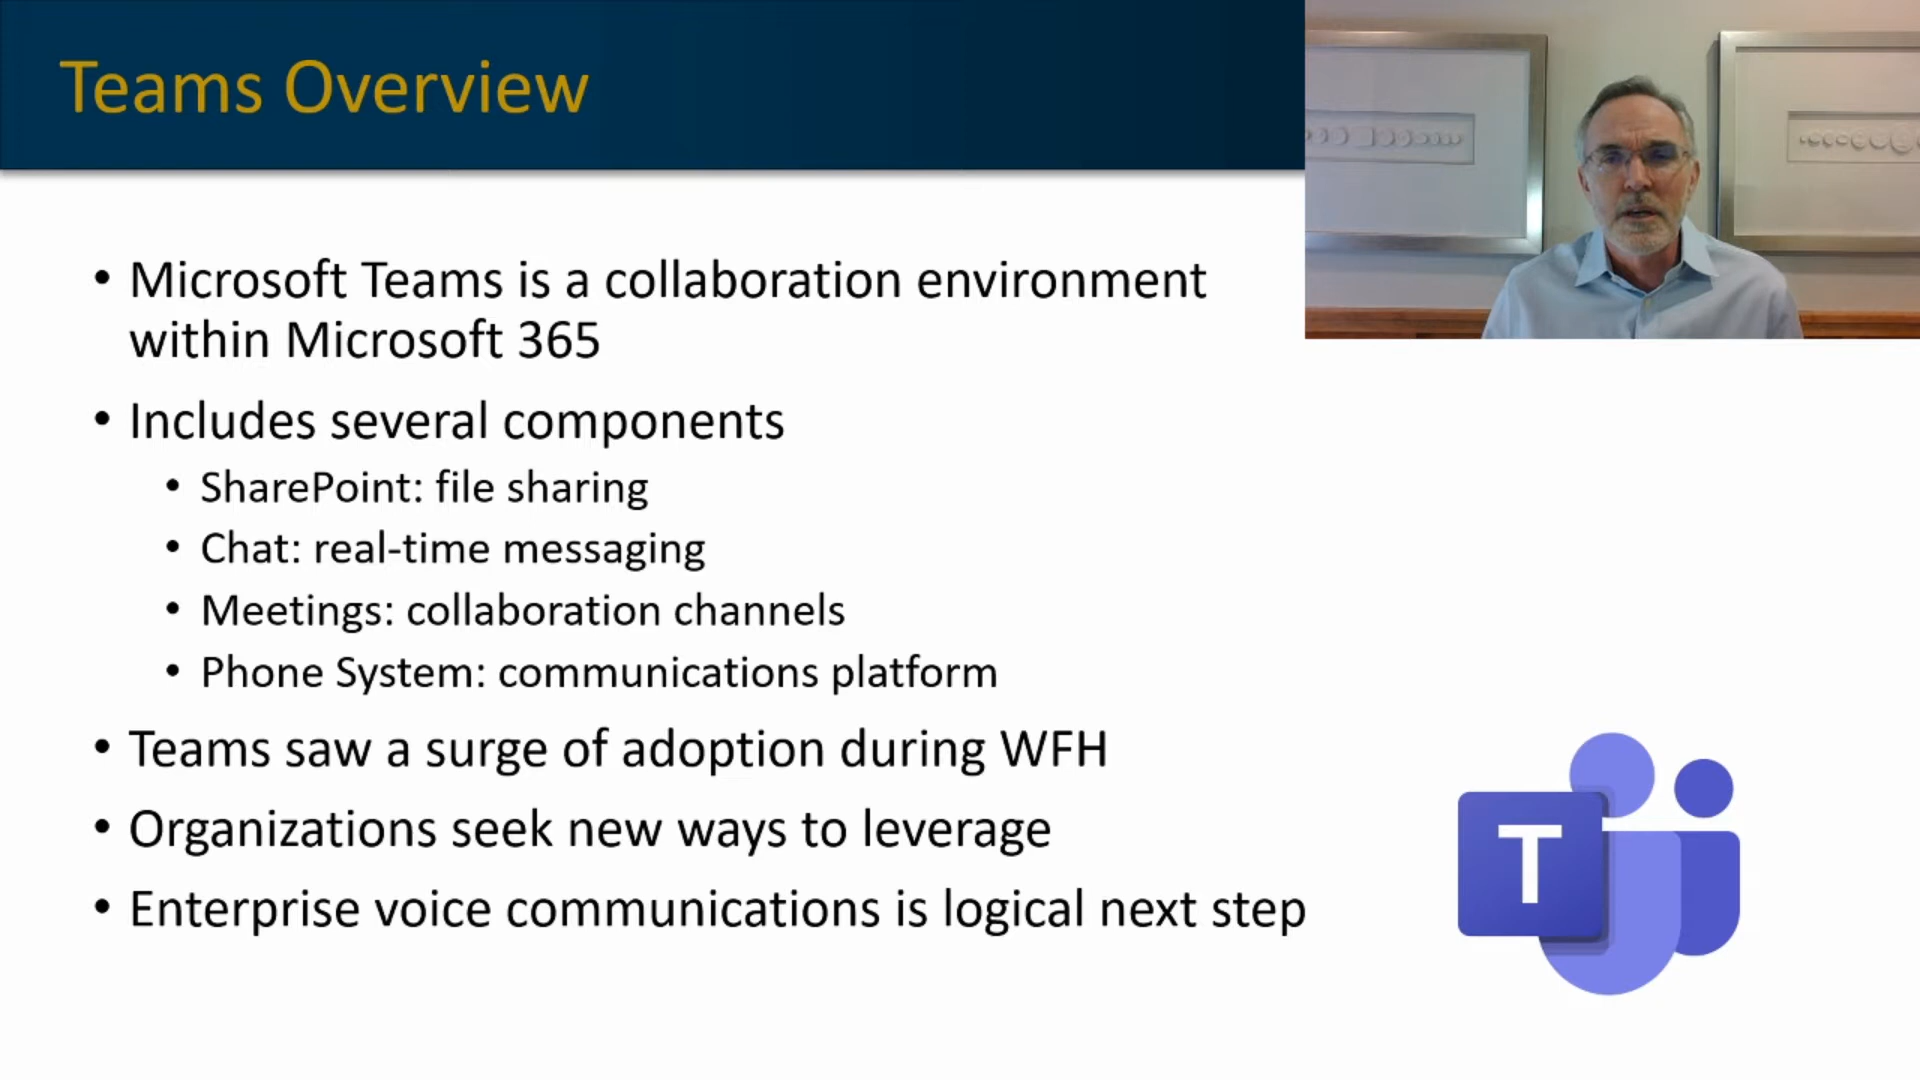 Teams Overview
• Microsoft Teams is a collaboration environment
within Microsoft 365
• Includes several components
• SharePoint: file sharing
• Chat: real-time messaging
• Meetings: collaboration channels
• Phone System: communications platform
• Teams saw a surge of adoption during WFH
• Organizations seek new ways to leverage
• Enterprise voice communications is logical next step
T